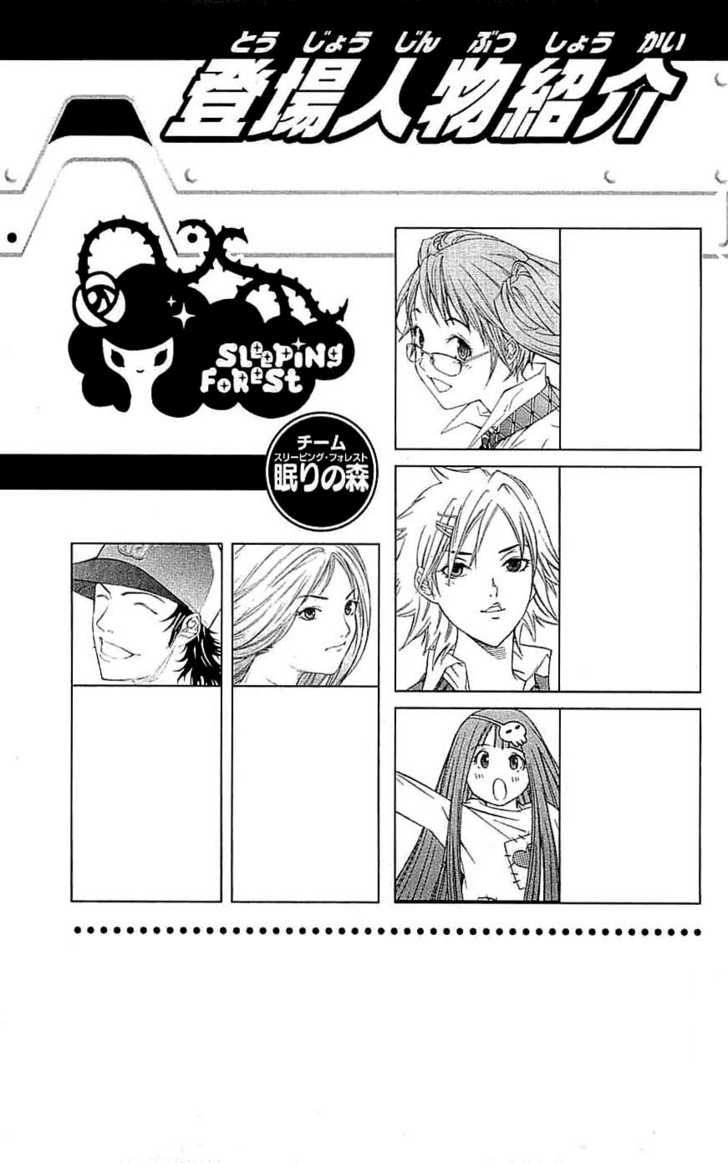 とう じょう じん ぶつ しょう かい
登場人物紹介
SLeePiNg
FoReSt
チーム
スリーピング・フォレスト
眠りの森